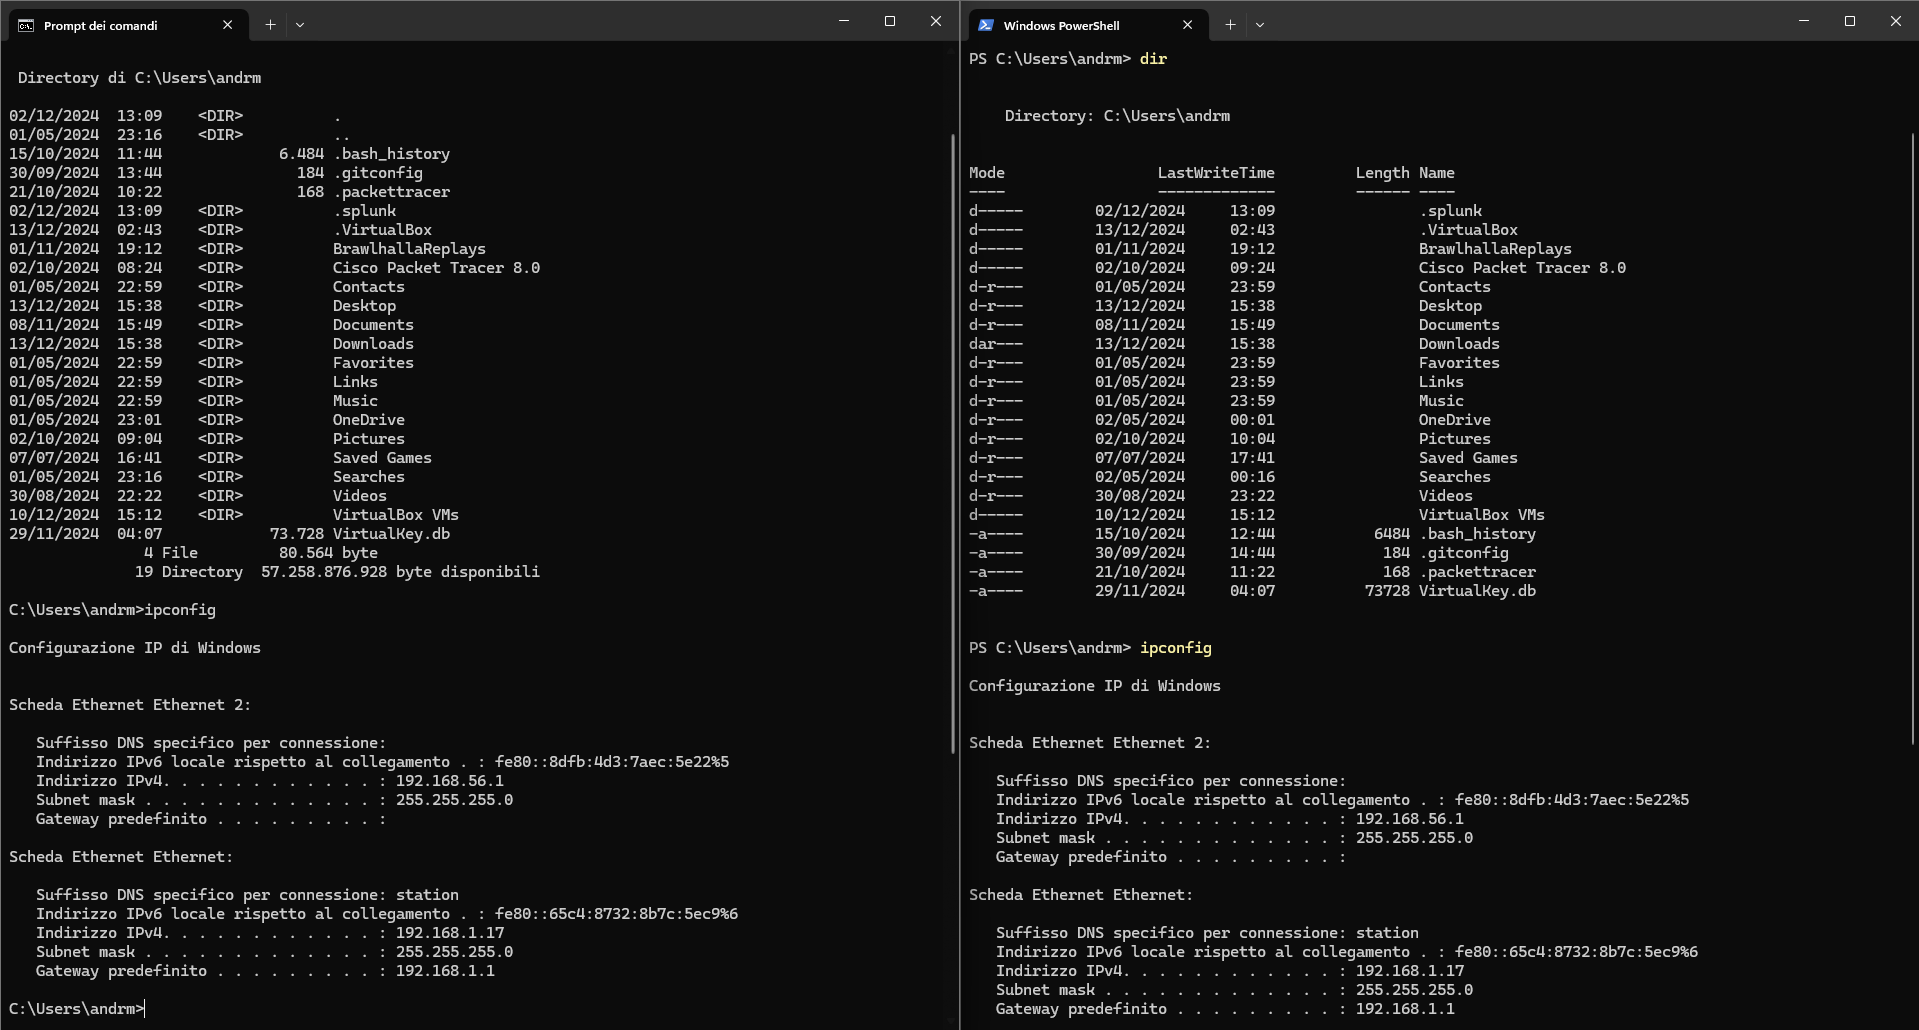 Prompt dei comandi

Directory di C:\Users\andrm

02/12/2024  13:09    <DIR>          .
01/05/2024  23:16    <DIR>          ..
15/10/2024  11:44             6.484 .bash_history
30/09/2024  13:44               184 .gitconfig
21/10/2024  10:22               168 .packettracer
02/12/2024  13:09    <DIR>          .splunk
13/12/2024  02:43    <DIR>          .VirtualBox
01/11/2024  19:12    <DIR>          BrawlhallaReplays
02/10/2024  08:24    <DIR>          Cisco Packet Tracer 8.0
01/05/2024  22:59    <DIR>          Contacts
13/12/2024  15:38    <DIR>          Desktop
08/11/2024  15:49    <DIR>          Documents
13/12/2024  15:38    <DIR>          Downloads
01/05/2024  22:59    <DIR>          Favorites
01/05/2024  22:59    <DIR>          Links
01/05/2024  22:59    <DIR>          Music
01/05/2024  23:01    <DIR>          OneDrive
02/10/2024  09:04    <DIR>          Pictures
07/07/2024  16:41    <DIR>          Saved Games
01/05/2024  23:16    <DIR>          Searches
30/08/2024  22:22    <DIR>          Videos
10/12/2024  15:12    <DIR>          VirtualBox VMs
29/11/2024  04:07            73.728 VirtualKey.db
               4 File         80.564 byte
              19 Directory  57.258.876.928 byte disponibili

C:\Users\andrm>ipconfig

Configurazione IP di Windows

Scheda Ethernet Ethernet 2:

   Suffisso DNS specifico per connessione:
   Indirizzo IPv6 locale rispetto al collegamento . : fe80::8dfb:4d3:7aec:5e22%5
   Indirizzo IPv4. . . . . . . . . . . . : 192.168.56.1
   Subnet mask . . . . . . . . . . . . . : 255.255.255.0
   Gateway predefinito . . . . . . . . . :

Scheda Ethernet Ethernet:

   Suffisso DNS specifico per connessione: station
   Indirizzo IPv6 locale rispetto al collegamento . : fe80::65c4:8732:8b7c:5ec9%6
   Indirizzo IPv4. . . . . . . . . . . . : 192.168.1.17
   Subnet mask . . . . . . . . . . . . . : 255.255.255.0
   Gateway predefinito . . . . . . . . . : 192.168.1.1

C:\Users\andrm>

Windows PowerShell
PS C:\Users\andrm> dir

    Directory: C:\Users\andrm

Mode                 LastWriteTime         Length Name
----                 -------------         ------ ----
d-----        02/12/2024     13:09                .splunk
d-----        13/12/2024     02:43                .VirtualBox
d-----        01/11/2024     19:12                BrawlhallaReplays
d-----        02/10/2024     09:24                Cisco Packet Tracer 8.0
d-r---        01/05/2024     23:59                Contacts
d-r---        13/12/2024     15:38                Desktop
d-r---        08/11/2024     15:49                Documents
dar---        13/12/2024     15:38                Downloads
d-r---        01/05/2024     23:59                Favorites
d-r---        01/05/2024     23:59                Links
d-r---        01/05/2024     23:59                Music
d-r---        02/05/2024     00:01                OneDrive
d-r---        02/10/2024     10:04                Pictures
d-r---        07/07/2024     17:41                Saved Games
d-r---        02/05/2024     00:16                Searches
d-r---        30/08/2024     23:22                Videos
d-----        10/12/2024     15:12                VirtualBox VMs
-a----        15/10/2024     12:44           6484 .bash_history
-a----        30/09/2024     14:44            184 .gitconfig
-a----        21/10/2024     11:22            168 .packettracer
-a----        29/11/2024     04:07          73728 VirtualKey.db

PS C:\Users\andrm> ipconfig

Configurazione IP di Windows

Scheda Ethernet Ethernet 2:

   Suffisso DNS specifico per connessione:
   Indirizzo IPv6 locale rispetto al collegamento . : fe80::8dfb:4d3:7aec:5e22%5
   Indirizzo IPv4. . . . . . . . . . . . : 192.168.56.1
   Subnet mask . . . . . . . . . . . . . : 255.255.255.0
   Gateway predefinito . . . . . . . . . :

Scheda Ethernet Ethernet:

   Suffisso DNS specifico per connessione: station
   Indirizzo IPv6 locale rispetto al collegamento . : fe80::65c4:8732:8b7c:5ec9%6
   Indirizzo IPv4. . . . . . . . . . . . : 192.168.1.17
   Subnet mask . . . . . . . . . . . . . : 255.255.255.0
   Gateway predefinito . . . . . . . . . : 192.168.1.1